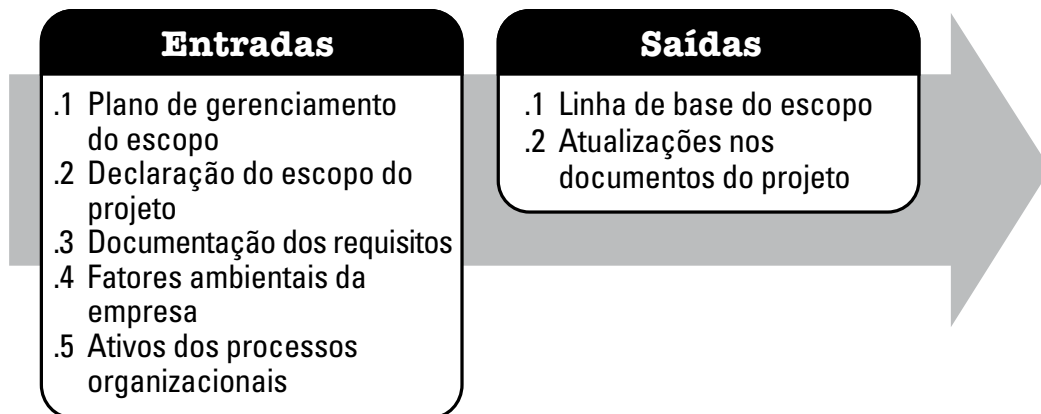 Entradas
.1 Plano de gerenciamento
do escopo
.2 Declaração do escopo do
projeto
.3 Documentação dos requisitos
.4 Fatores ambientais da
empresa
.5 Ativos dos processos
organizacionais
Saídas
.1 Linha de base do escopo
.2 Atualizações nos
documentos do projeto